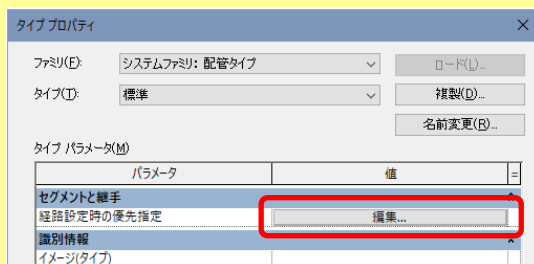 タイプ プロパティ
ファミリ(F): システムファミリ: 配管タイプ ロード(L)...
タイプ(T): 標準 複製(D)...
名前変更(R)...
タイプ パラメータ(M)
パラメータ 値 =
セグメントと継手
経路設定時の優先指定 編集...
識別情報
イメージ(タイプ)